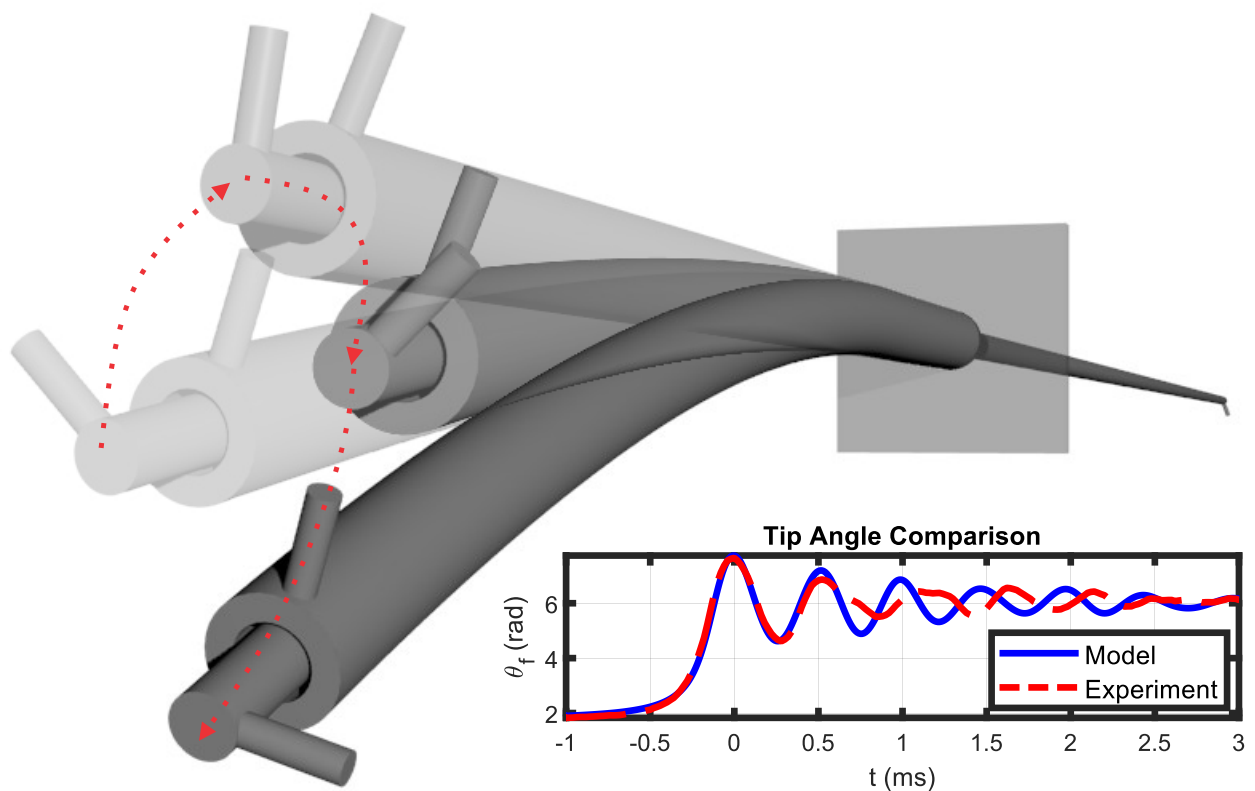 Tip Angle Comparison
6
4
2
θf (rad)
Model
Experiment
-1 -0.5 0 0.5 1 1.5 2 2.5 3
t (ms)